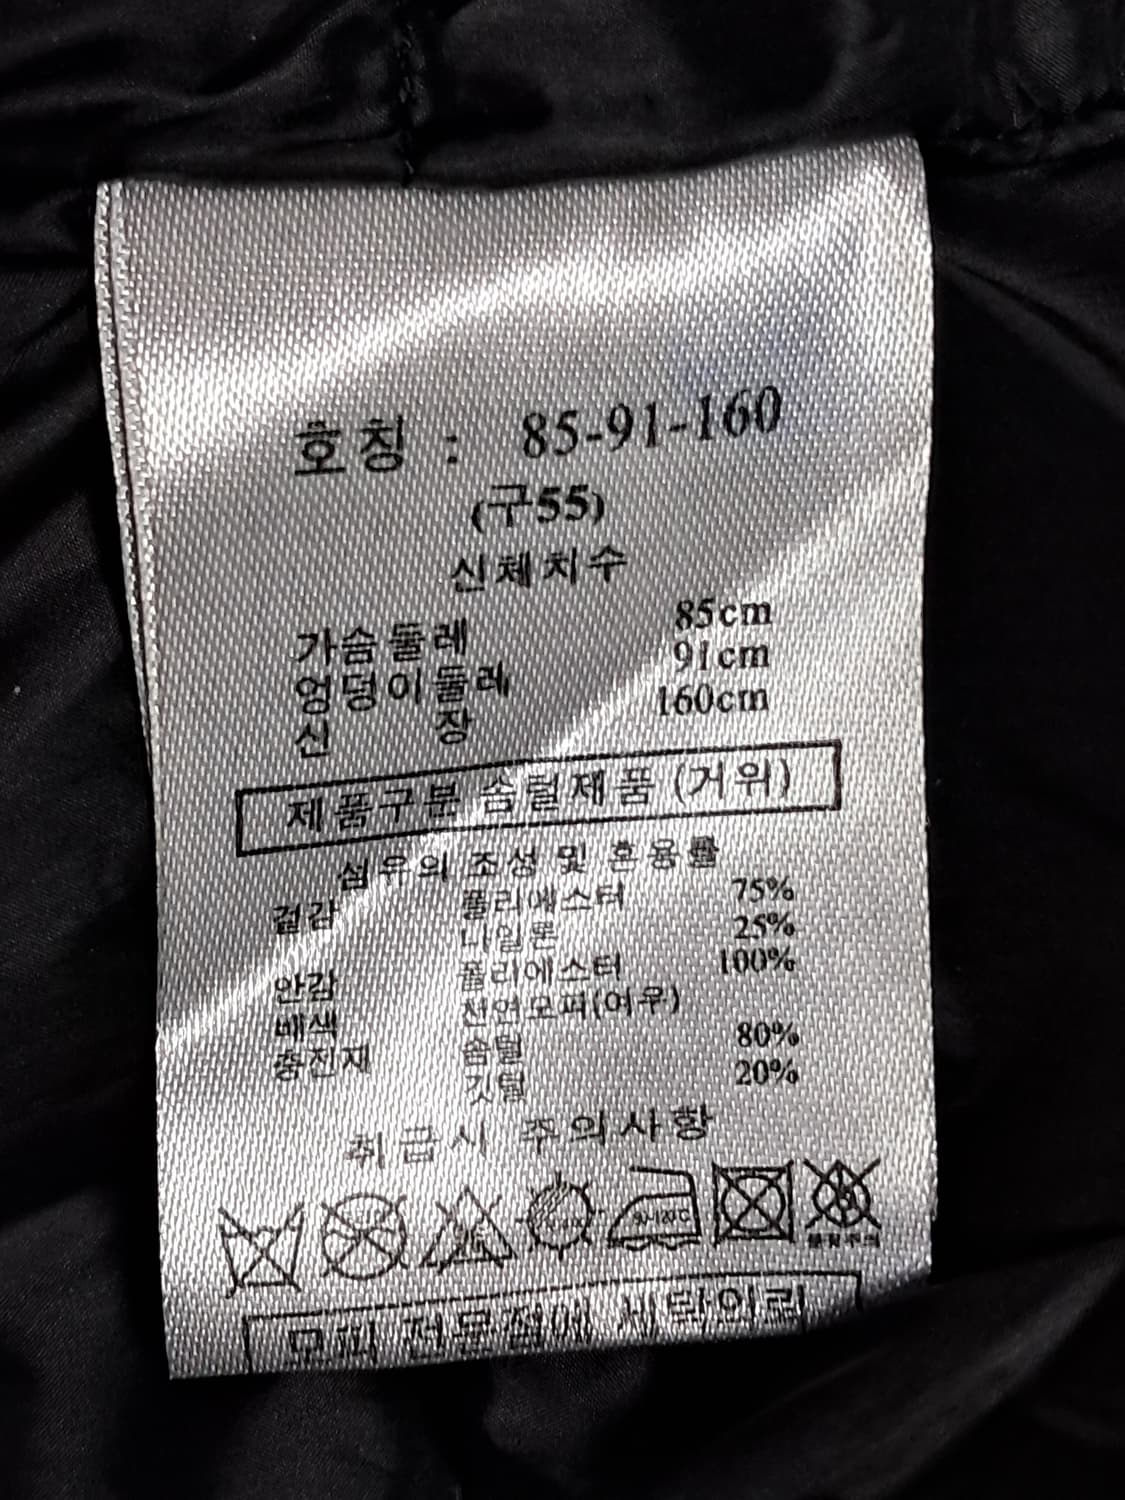 호칭 : 85-91-160
(구55)
신체치수
가슴둘레 85cm
엉덩이둘레 91cm
신 장 160cm
제품구분 솜털제품 (거위)
섬유의 조성 및 혼용률
겉감 폴리에스터 75%
나일론 25%
안감 폴리에스터 100%
배색 천연모피(여우)
충전재 솜털 80%
깃털 20%
취급시 주의사항
모피 전문점에 세탁의뢰